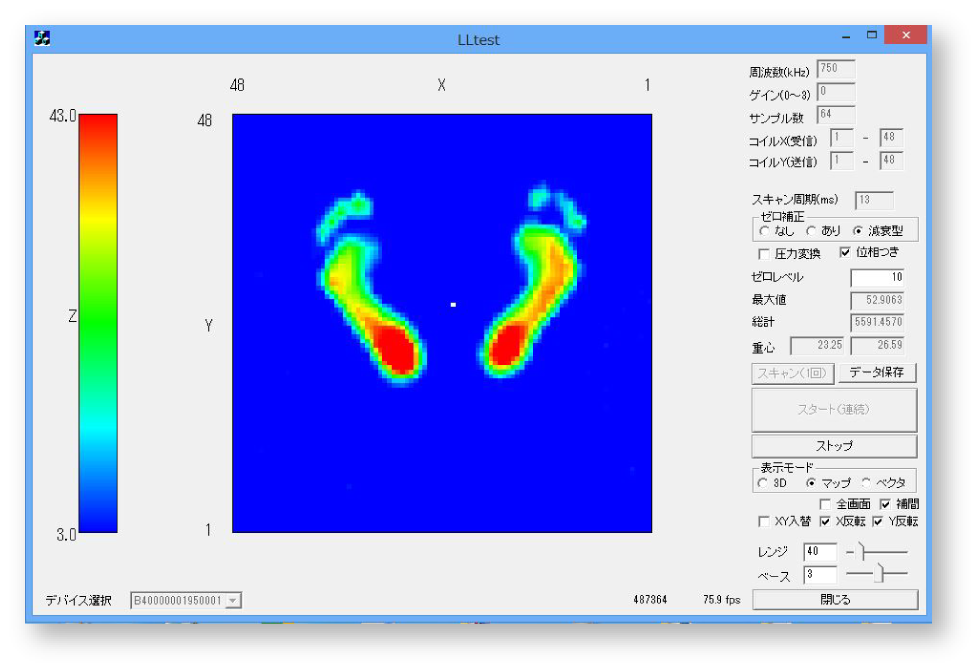 LLtest
48 X 1
43.0
48
Z
Y
1
3.0
周波数(kHz) 750
ゲイン(0～3) 0
サンプル数 64
コイルX(受信) 1 - 48
コイルY(送信) 1 - 48
スキャン周期(ms) 13
ゼロ補正
なし あり 減衰型
圧力変換 位相つき
ゼロレベル 10
最大値 52.9063
総計 5591.4570
重心 23.25 26.59
スキャン(1回) データ保存
スタート(連続)
ストップ
表示モード
3D マップ ベクタ
全画面 補間
XY入替 X反転 Y反転
レンジ 40
ベース 3
デバイス選択 B40000001950001 487364 75.9 fps 閉じる